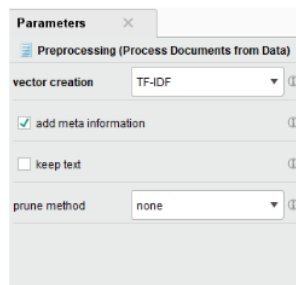 Parameters
Preprocessing (Process Documents from Data)
vector creation TF-IDF
add meta information
keep text
prune method none